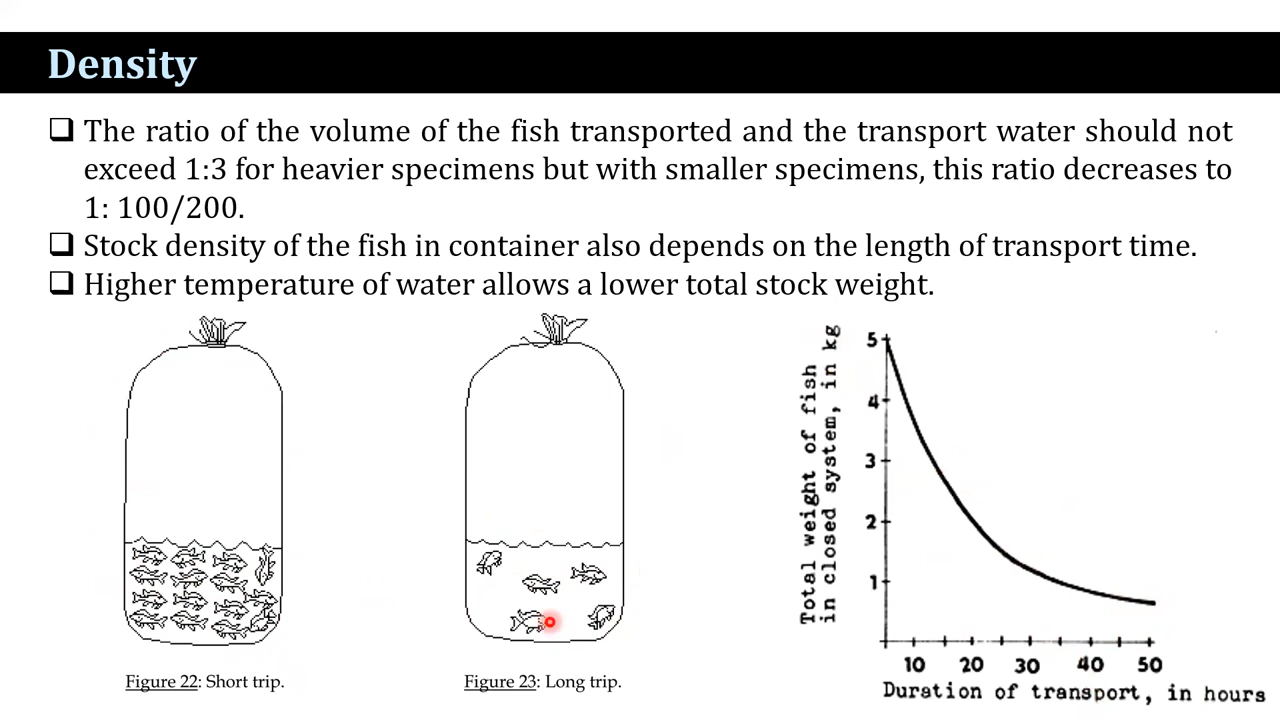 Density
❑ The ratio of the volume of the fish transported and the transport water should not
exceed 1:3 for heavier specimens but with smaller specimens, this ratio decreases to
1: 100/200.
❑ Stock density of the fish in container also depends on the length of transport time.
❑ Higher temperature of water allows a lower total stock weight.
Figure 22: Short trip.
Figure 23: Long trip.
Total weight of fish
in closed system, in kg
5
4
3
2
1
10 20 30 40 50
Duration of transport, in hours